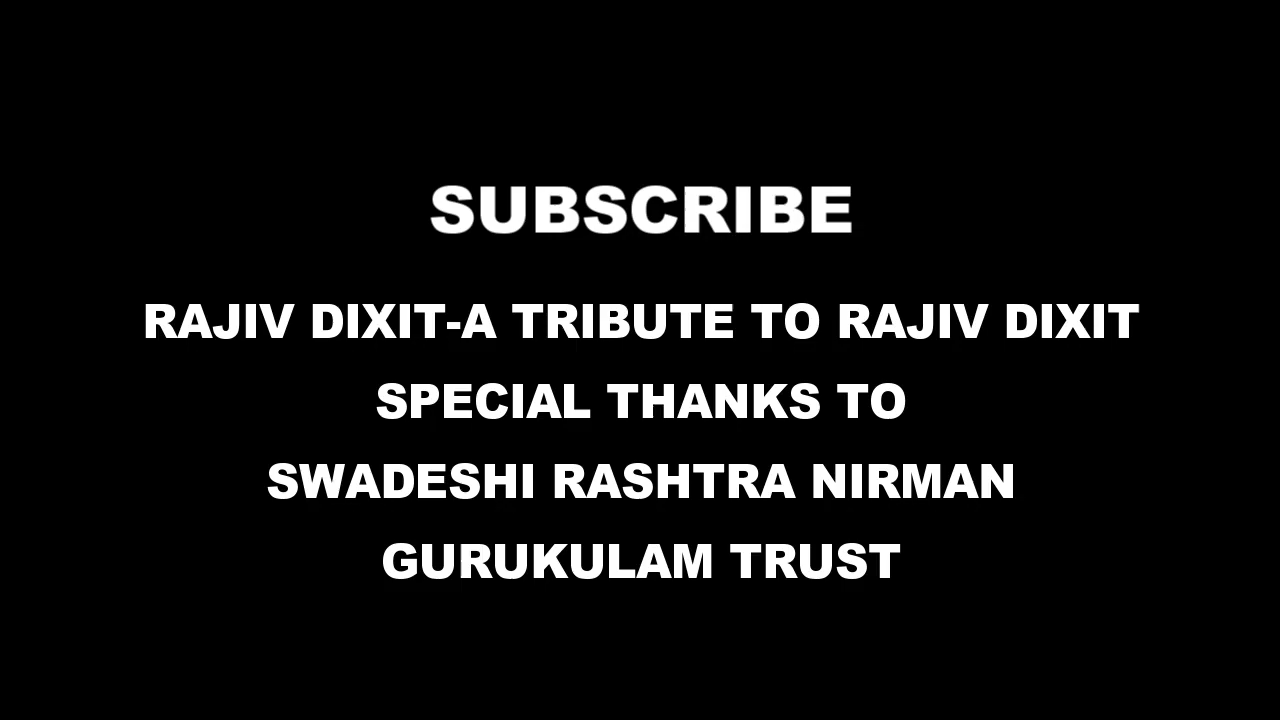 SUBSCRIBE
RAJIV DIXIT-A TRIBUTE TO RAJIV DIXIT
SPECIAL THANKS TO
SWADESHI RASHTRA NIRMAN
GURUKULAM TRUST